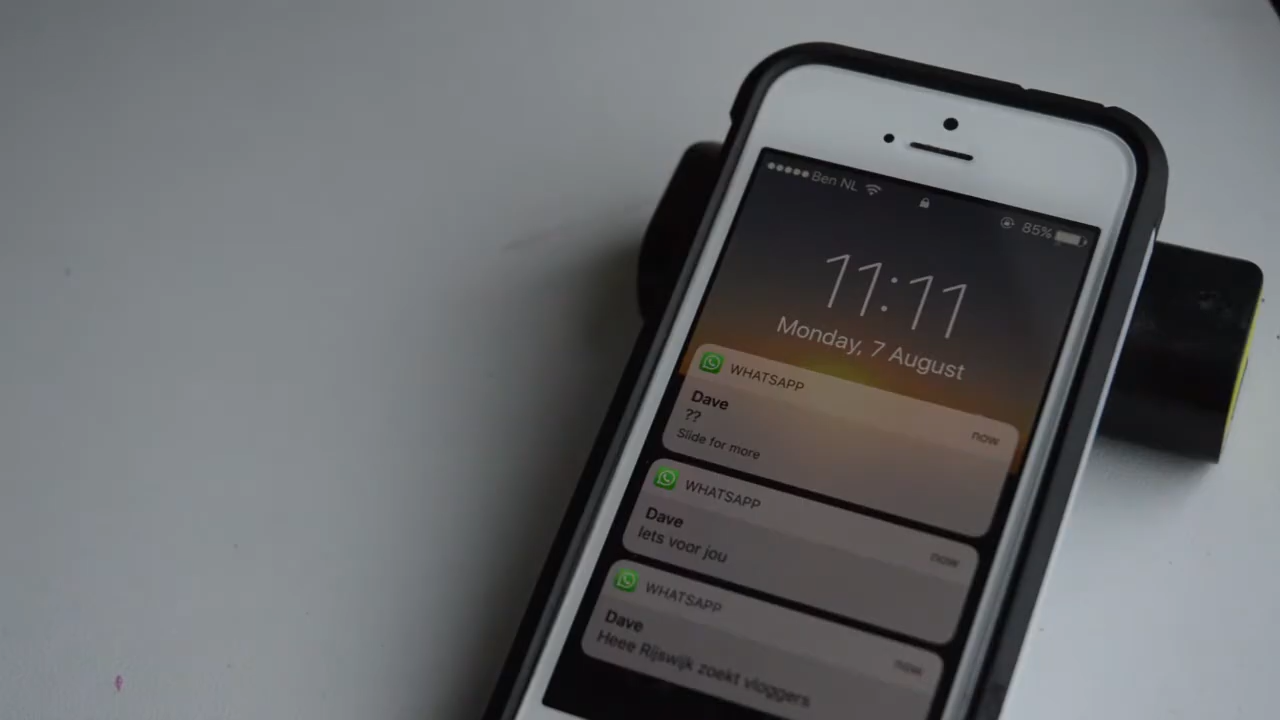 Ben NL
85%
11:11
Monday, 7 August
WHATSAPP
now
Dave
??
Slide for more
WHATSAPP
now
Dave
Iets voor jou
WHATSAPP
now
Dave
Heee Rijswijk zoekt vloggers